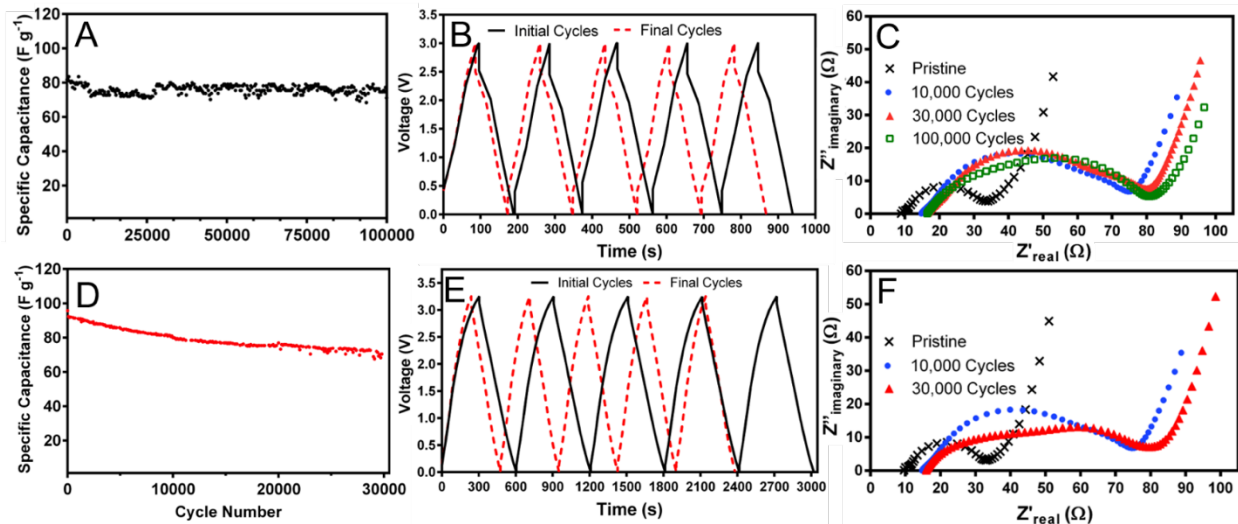 A
Specific Capacitance (F g⁻¹)
120
100
80
60
40
20
0 25000 50000 75000 100000
B
Initial Cycles Final Cycles
Voltage (V)
3.5
3.0
2.5
2.0
1.5
1.0
0.5
0.0
0 100 200 300 400 500 600 700 800 900 1000
Time (s)
C
Pristine
10,000 Cycles
30,000 Cycles
100,000 Cycles
Z''imaginary (Ω)
60
50
40
30
20
10
0
0 10 20 30 40 50 60 70 80 90 100
Z'real (Ω)
D
Specific Capacitance (F g⁻¹)
120
100
80
60
40
20
0 10000 20000 30000
Cycle Number
E
Initial Cycles Final Cycles
Voltage (V)
3.5
3.0
2.5
2.0
1.5
1.0
0.5
0.0
0 300 600 900 1200 1500 1800 2100 2400 2700 3000
Time (s)
F
Pristine
10,000 Cycles
30,000 Cycles
Z''imaginary (Ω)
60
50
40
30
20
10
0
0 10 20 30 40 50 60 70 80 90 100
Z'real (Ω)